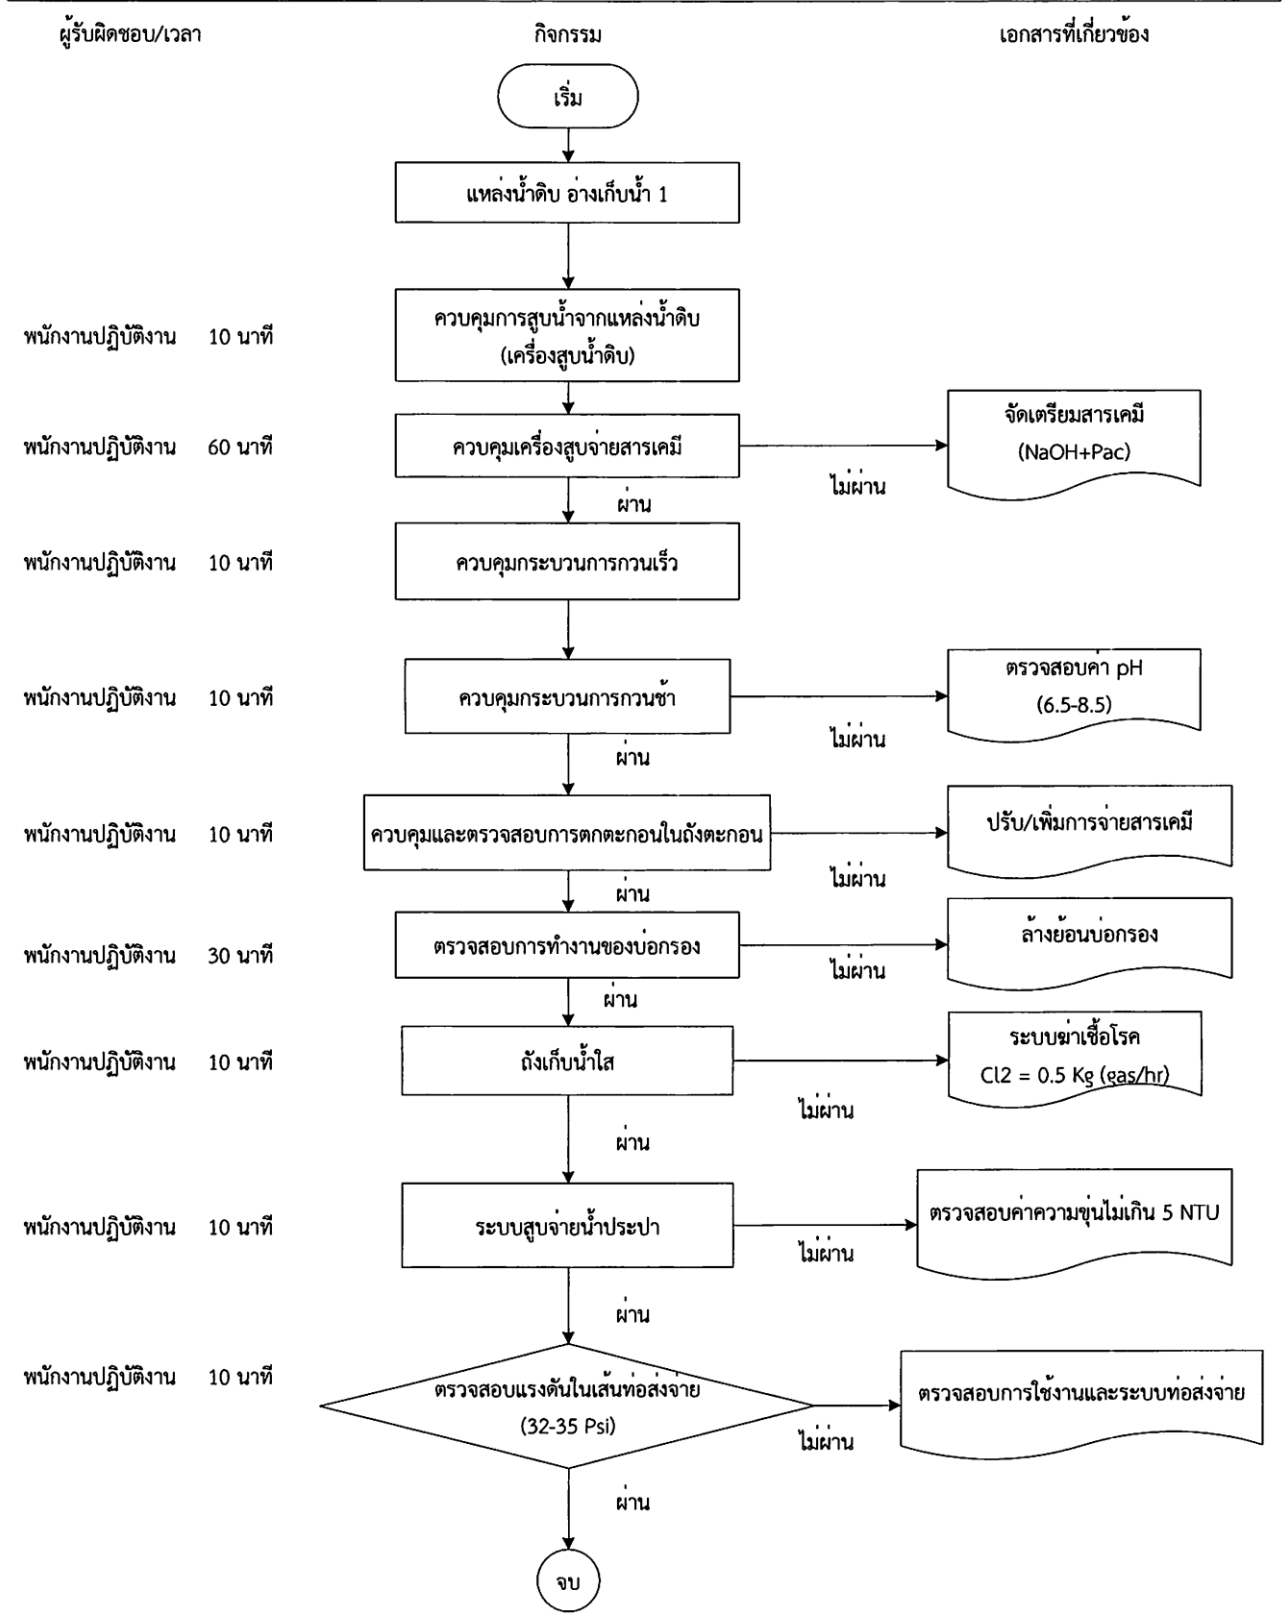 ผู้รับผิดชอบ/เวลา กิจกรรม เอกสารที่เกี่ยวข้อง
เริ่ม
แหล่งน้ำดิบ อ่างเก็บน้ำ 1
พนักงานปฏิบัติงาน 10 นาที
ควบคุมการสูบน้ำจากแหล่งน้ำดิบ
(เครื่องสูบน้ำดิบ)
พนักงานปฏิบัติงาน 60 นาที
ควบคุมเครื่องสูบจ่ายสารเคมี
ไม่ผ่าน
จัดเตรียมสารเคมี
(NaOH+Pac)
ผ่าน
พนักงานปฏิบัติงาน 10 นาที
ควบคุมกระบวนการกวนเร็ว
พนักงานปฏิบัติงาน 10 นาที
ควบคุมกระบวนการกวนช้า
ไม่ผ่าน
ตรวจสอบค่า pH
(6.5-8.5)
ผ่าน
พนักงานปฏิบัติงาน 10 นาที
ควบคุมและตรวจสอบการตกตะกอนในถังตะกอน
ไม่ผ่าน
ปรับ/เพิ่มการจ่ายสารเคมี
ผ่าน
พนักงานปฏิบัติงาน 30 นาที
ตรวจสอบการทำงานของบ่อกรอง
ไม่ผ่าน
ล้างย้อนบ่อกรอง
ผ่าน
พนักงานปฏิบัติงาน 10 นาที
ถังเก็บน้ำใส
ไม่ผ่าน
ระบบฆ่าเชื้อโรค
Cl2 = 0.5 Kg (gas/hr)
ผ่าน
พนักงานปฏิบัติงาน 10 นาที
ระบบสูบจ่ายน้ำประปา
ไม่ผ่าน
ตรวจสอบค่าความขุ่นไม่เกิน 5 NTU
ผ่าน
พนักงานปฏิบัติงาน 10 นาที
ตรวจสอบแรงดันในเส้นท่อส่งจ่าย
(32-35 Psi)
ไม่ผ่าน
ตรวจสอบการใช้งานและระบบท่อส่งจ่าย
ผ่าน
จบ